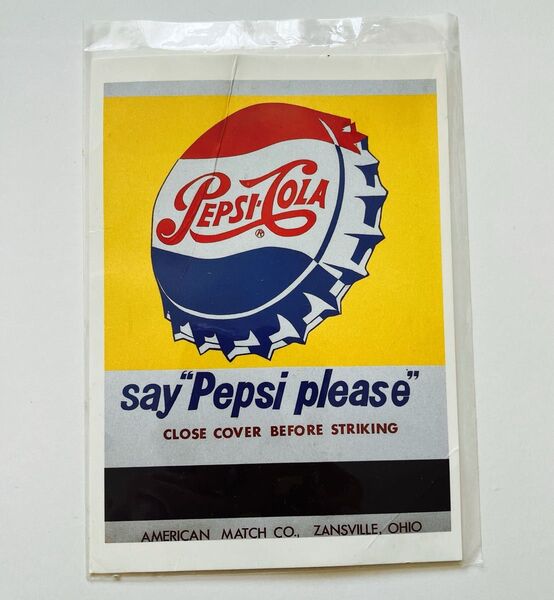 PEPSI-COLA
®
say "Pepsi please"
CLOSE COVER BEFORE STRIKING
AMERICAN MATCH CO., ZANSVILLE, OHIO